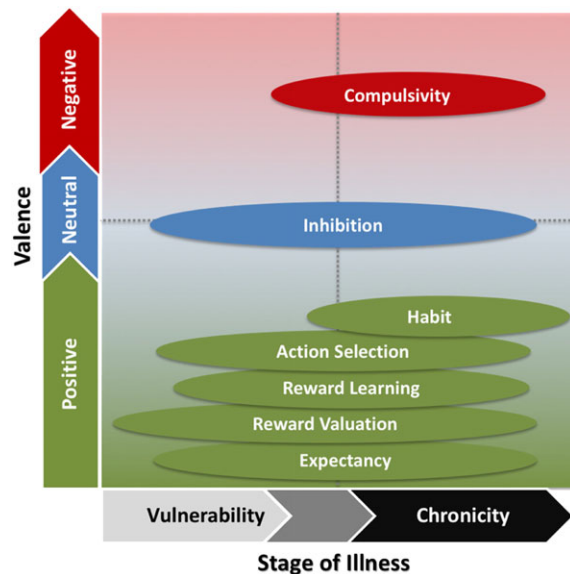 Valence
Negative
Neutral
Positive
Compulsivity
Inhibition
Habit
Action Selection
Reward Learning
Reward Valuation
Expectancy
Vulnerability
Chronicity
Stage of Illness